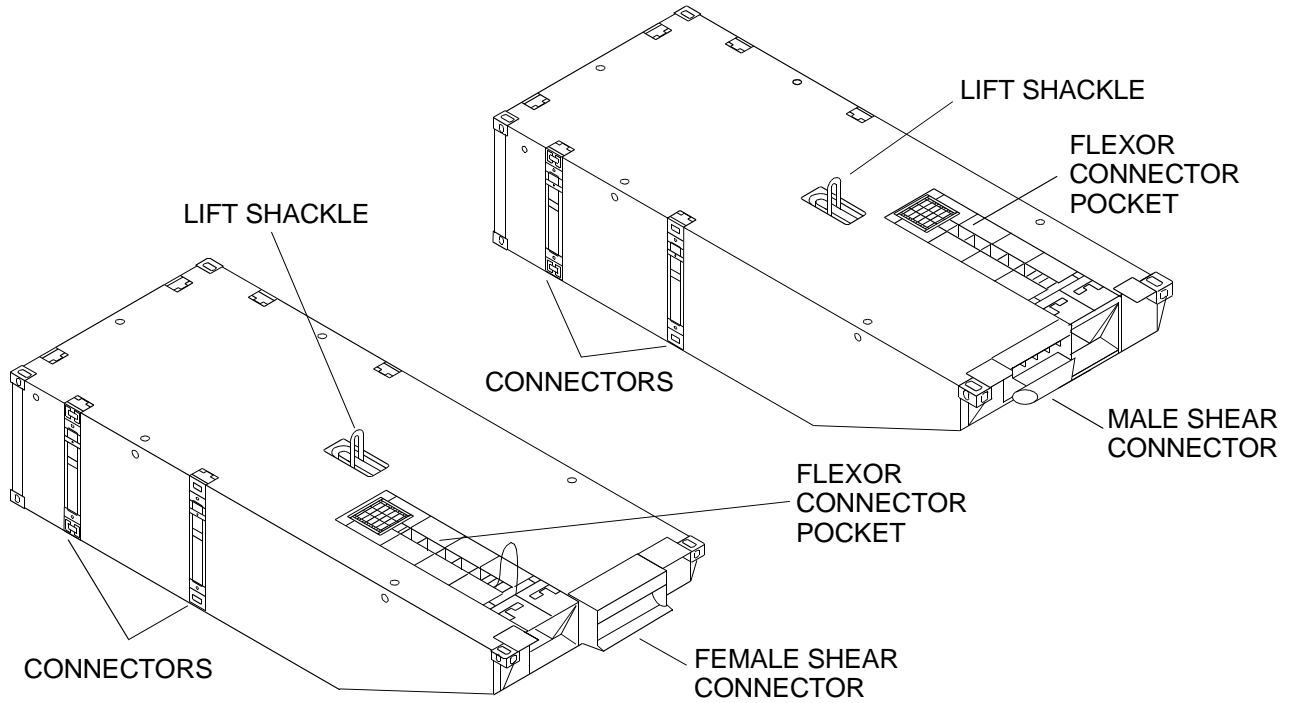 LIFT SHACKLE
FLEXOR
CONNECTOR
POCKET
LIFT SHACKLE
CONNECTORS
MALE SHEAR
CONNECTOR
FLEXOR
CONNECTOR
POCKET
CONNECTORS
FEMALE SHEAR
CONNECTOR